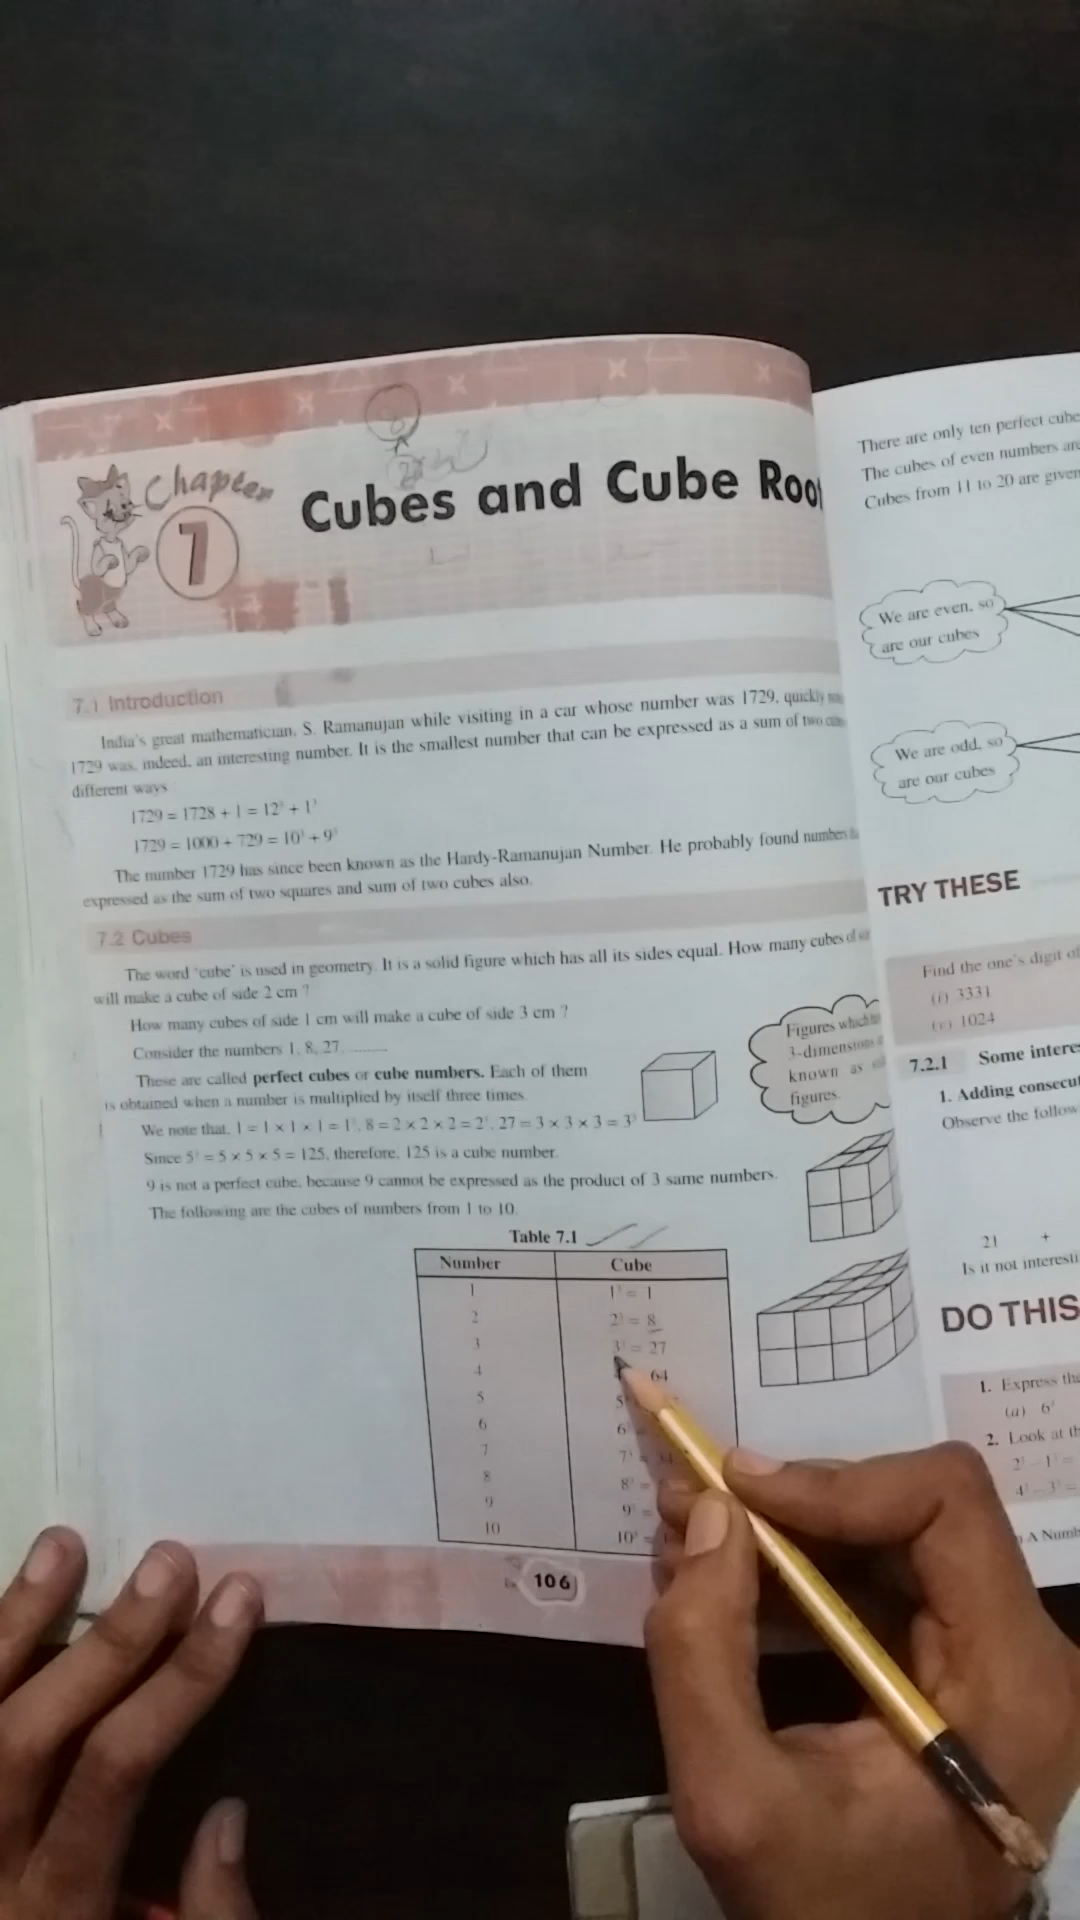 Chapter
7
Cubes and Cube Roo
7.1 Introduction
India's great mathematician, S. Ramanujan while visiting in a car whose number was 1729, quickly
1729 was, indeed, an interesting number. It is the smallest number that can be expressed as a sum of two
different ways
1729 = 1728 + 1 = 12³ + 1³
1729 = 1000 + 729 = 10³ + 9³
The number 1729 has since been known as the Hardy-Ramanujan Number. He probably found numbers
expressed as the sum of two squares and sum of two cubes also.
7.2 Cubes
The word 'cube' is used in geometry. It is a solid figure which has all its sides equal. How many cubes of
will make a cube of side 2 cm ?
How many cubes of side 1 cm will make a cube of side 3 cm ?
Consider the numbers 1, 8, 27, ..........
These are called perfect cubes or cube numbers. Each of them
is obtained when a number is multiplied by itself three times.
We note that, 1 = 1 × 1 × 1 = 1³, 8 = 2 × 2 × 2 = 2³, 27 = 3 × 3 × 3 = 3³
Since 5³ = 5 × 5 × 5 = 125, therefore, 125 is a cube number.
9 is not a perfect cube, because 9 cannot be expressed as the product of 3 same numbers.
The following are the cubes of numbers from 1 to 10.
Figures which
3-dimensions
known as
figures.
Table 7.1
Number Cube
1 1³ = 1
2 2³ = 8
3 3³ = 27
4 64
5 5³
6 6³ =
7 7³ =
8 8³ =
9 9³ =
10 10³ =
106
There are only ten perfect cube
The cubes of even numbers are
Cubes from 11 to 20 are given
We are even, so
are our cubes
We are odd, so
are our cubes
TRY THESE
Find the one's digit of
(i) 3331
(v) 1024
7.2.1 Some intere
1. Adding consecut
Observe the follow
21 +
Is it not interesti
DO THIS
1. Express the
(a) 6³
2. Look at th
2³ – 1³ =
4³ – 3³ =
A Numb